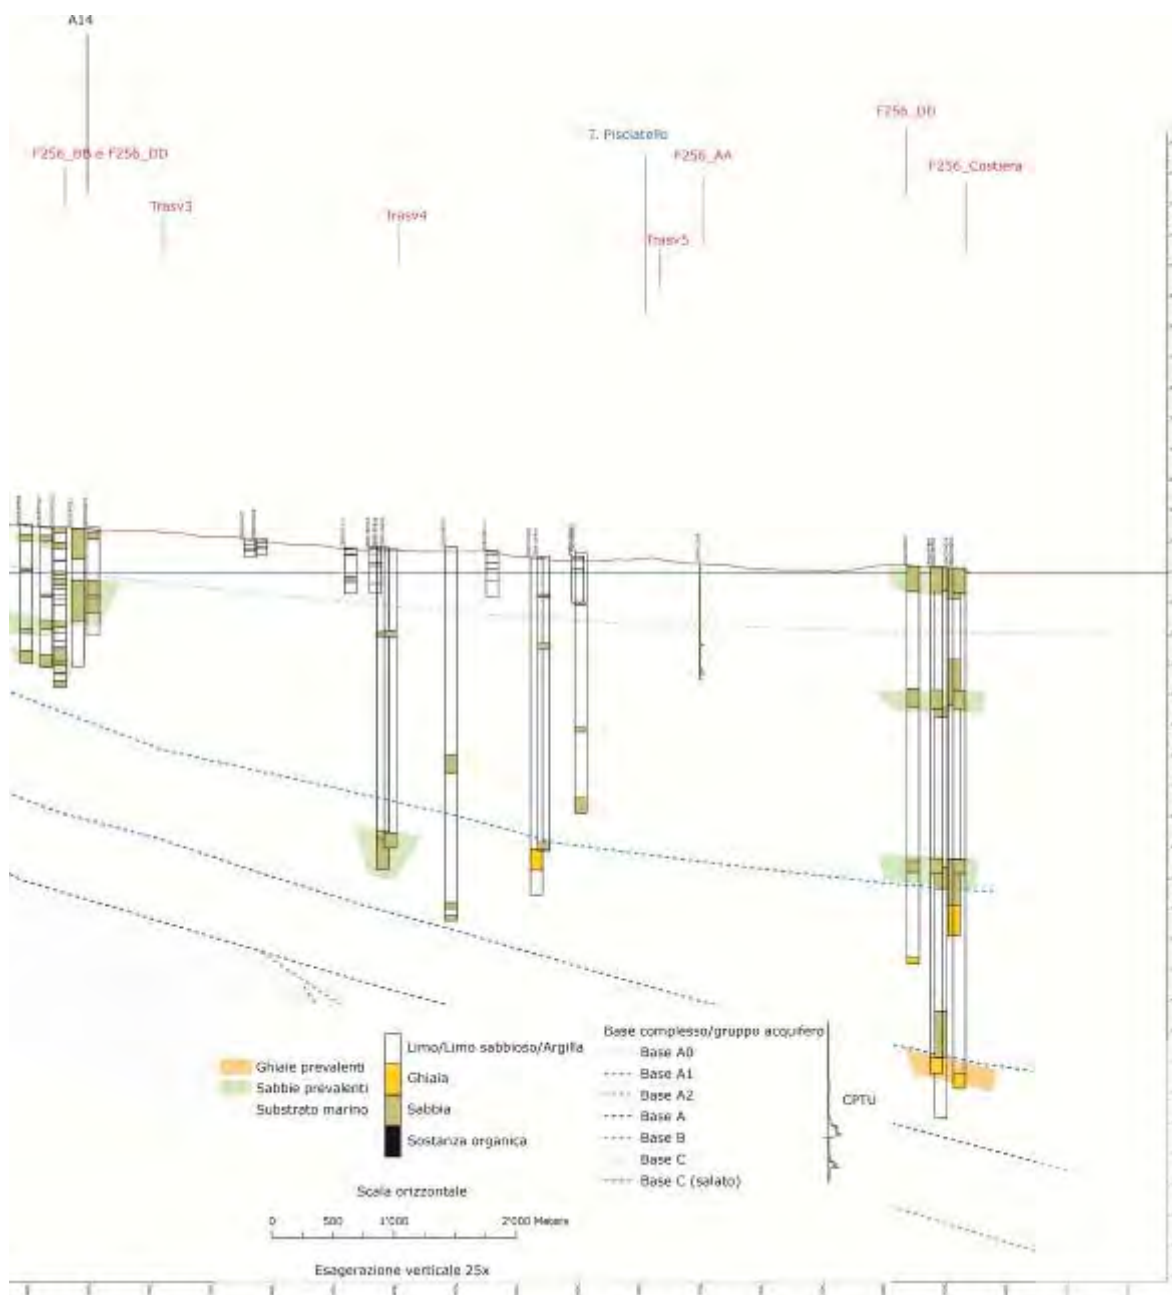 A14
F256_DD
7. Pisciatello
F256_BB e F256_DD
F256_AA
F256_Costiera
Trasv3
Trasv4
Trasv5
Ghiaie prevalenti
Sabbie prevalenti
Substrato marino
Limo/Limo sabbioso/Argilla
Ghiaia
Sabbia
Sostanza organica
Base complesso/gruppo acquifero
Base A0
Base A1
Base A2
Base A
Base B
Base C
Base C (salato)
CPTU
Scala orizzontale
0 500 1'000 2'000 Meters
Esagerazione verticale 25x